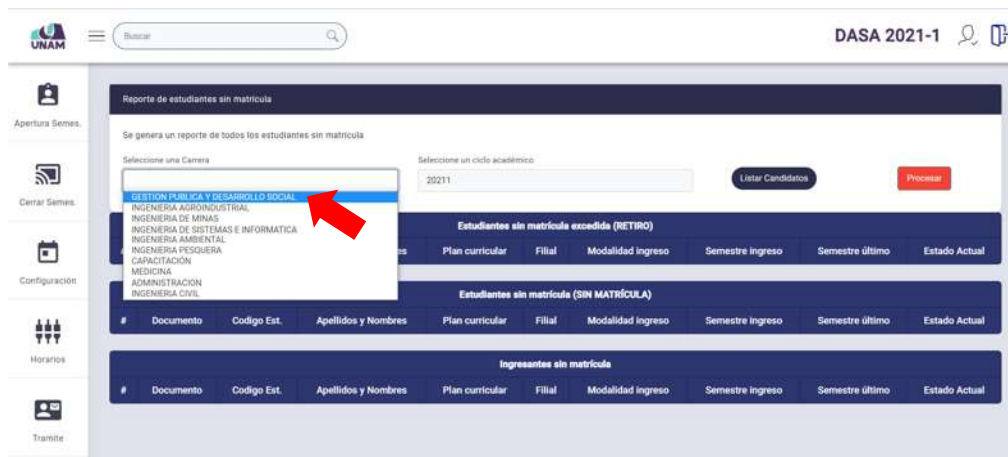 UNAM
Buscar
DASA 2021-1
Apertura Semes.
Cerrar Semes.
Configuración
Horarios
Tramite
Reporte de estudiantes sin matricula
Se genera un reporte de todos los estudiantes sin matricula
Seleccione una Carrera
Seleccione un ciclo académico
20211
Listar Candidatos
Procesar
GESTION PUBLICA Y DESARROLLO SOCIAL
INGENIERIA AGROINDUSTRIAL
INGENIERIA DE MINAS
INGENIERIA DE SISTEMAS E INFORMATICA
INGENIERIA AMBIENTAL
INGENIERIA PESQUERA
CAPACITACIÓN
MEDICINA
ADMINISTRACION
INGENIERIA CIVIL
Estudiantes sin matrícula excedida (RETIRO)
Plan curricular Filial Modalidad ingreso Semestre ingreso Semestre último Estado Actual
Estudiantes sin matrícula (SIN MATRÍCULA)
# Documento Codigo Est. Apellidos y Nombres Plan curricular Filial Modalidad ingreso Semestre ingreso Semestre último Estado Actual
Ingresantes sin matrícula
# Documento Codigo Est. Apellidos y Nombres Plan curricular Filial Modalidad ingreso Semestre ingreso Semestre último Estado Actual